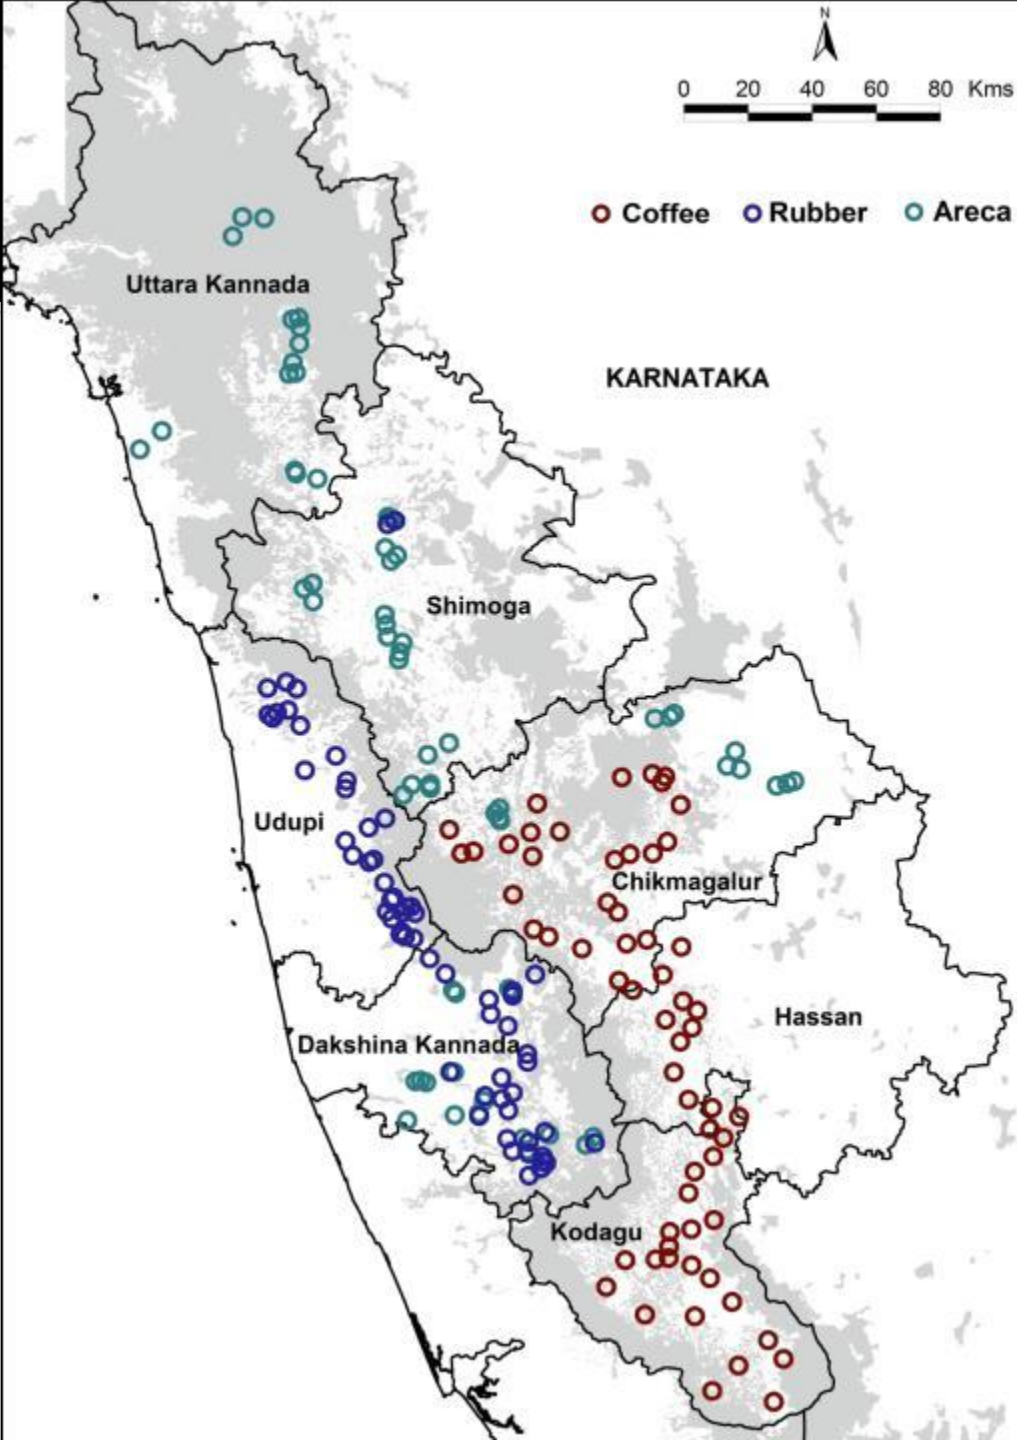 N
0 20 40 60 80 Kms
Coffee Rubber Areca
Uttara Kannada
KARNATAKA
Shimoga
Udupi
Chikmagalur
Hassan
Dakshina Kannada
Kodagu